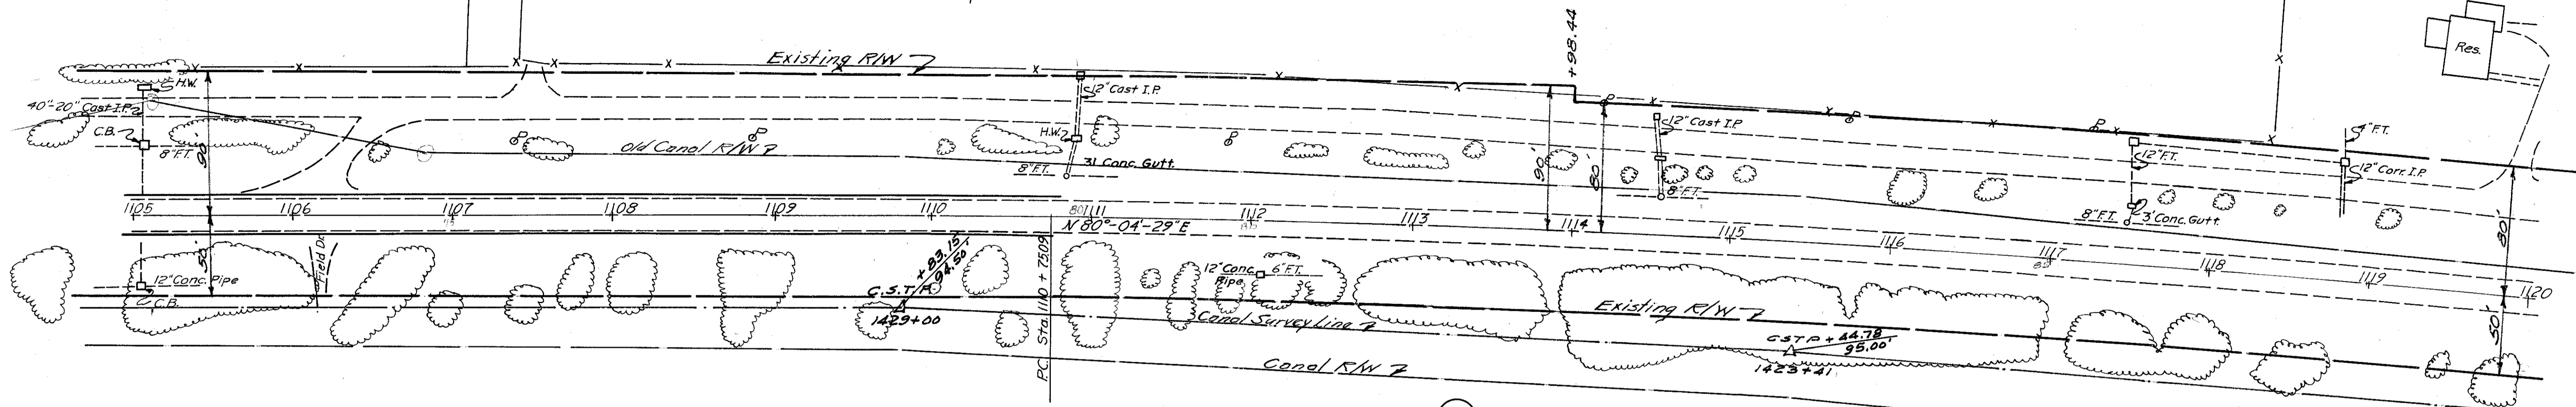 +98.44
Existing R/W
Res.
H.W.
40'-20" Cast I.P.
C.B.
8" F.T.
90'
Old Canal R/W
12" Cast I.P.
H.W.
8" F.T.
31 Conc. Gutt.
90'
80'
12" Cast I.P.
8" F.T.
12" F.T.
8" F.T.
3' Conc. Gutt.
4" F.T.
12" Corr. I.P.
80'
1105
1106
1107
1108
1109
1110
1111
1112
1113
1114
1115
1116
1117
1118
1119
1120
N 80°-04'-29" E
50'
Field Dr.
12" Conc. Pipe
C.B.
+83.15
94.50'
C.S.T.P.
1429+00
P.C. Sta. 1110 + 75.09
12" Conc. Pipe
6" F.T.
Canal Survey Line
Existing R/W
C.S.T.P. + 44.78
95.00'
1423+41
Canal R/W
50'